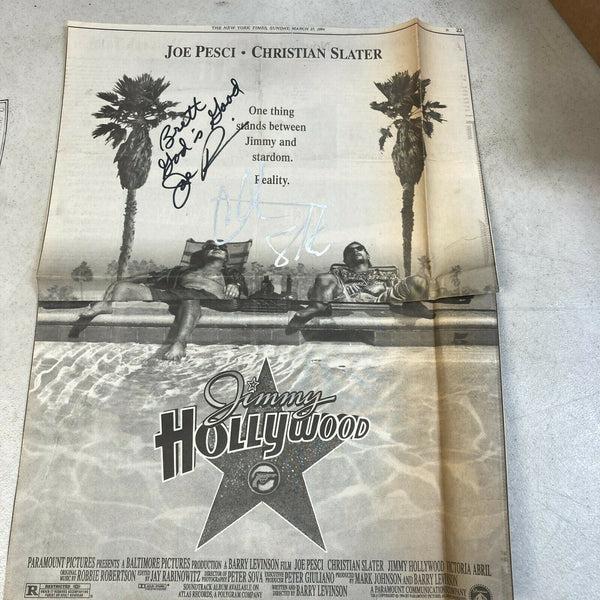 THE NEW YORK TIMES, SUNDAY, MARCH 27, 1994
23
JOE PESCI • CHRISTIAN SLATER
Brett
God's Good
Joe
One thing
stands between
Jimmy and
stardom.
Reality.
Jimmy
HOLLYWOOD
PARAMOUNT PICTURES PRESENTS A BALTIMORE PICTURES PRODUCTION A BARRY LEVINSON FILM JOE PESCI CHRISTIAN SLATER JIMMY HOLLYWOOD VICTORIA ABRIL
ORIGINAL MUSIC BY ROBBIE ROBERTSON EDITED BY JAY RABINOWITZ DIRECTOR OF PHOTOGRAPHY PETER SOVA EXECUTIVE PRODUCER PETER GIULIANO PRODUCED BY MARK JOHNSON AND BARRY LEVINSON
R RESTRICTED
SOUNDTRACK ALBUM AVAILABLE ON ATLAS RECORDS, A POLYGRAM COMPANY WRITTEN AND DIRECTED BY BARRY LEVINSON A PARAMOUNT COMMUNICATIONS COMPANY